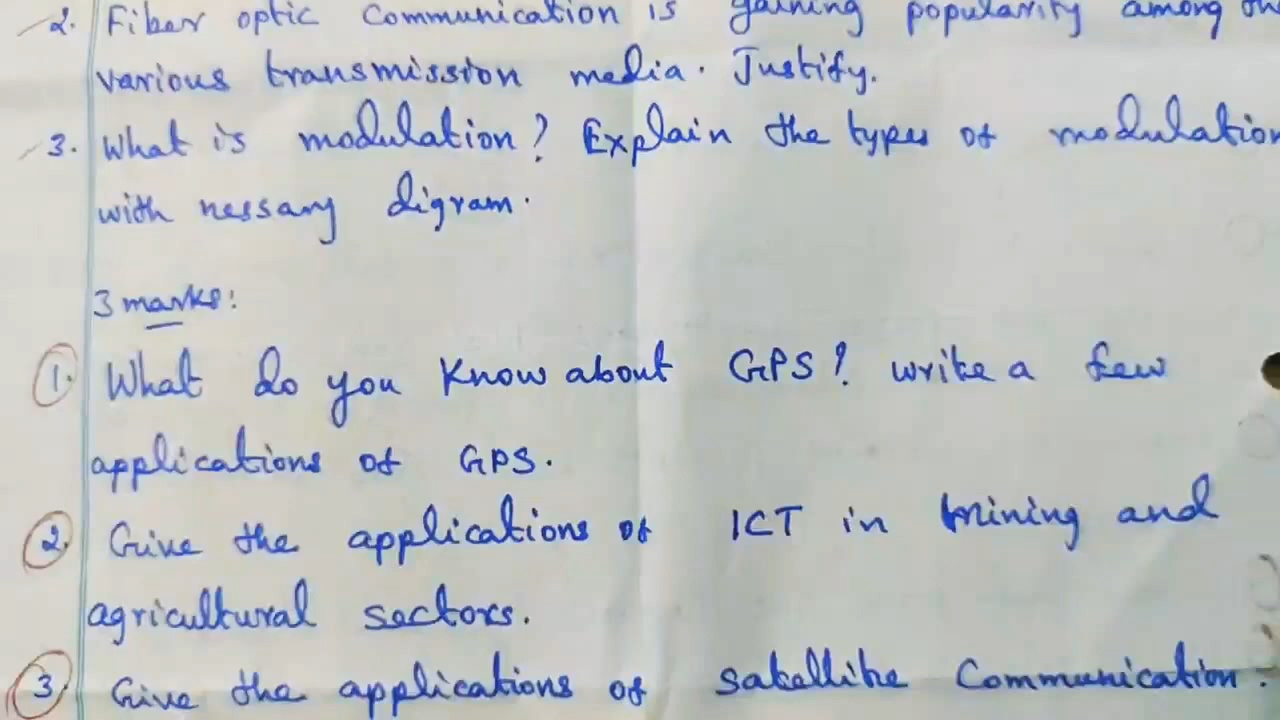 2. Fiber optic Communication is gaining popularity among
various transmission media. Justify.
3. What is modulation? Explain the types of modulation
with nessary digram.
3 marks:
1. What do you Know about GPS? write a few
applications of GPS.
2. Give the applications of ICT in mining and
agricultural sectors.
3. Give the applications of satellite Communication.